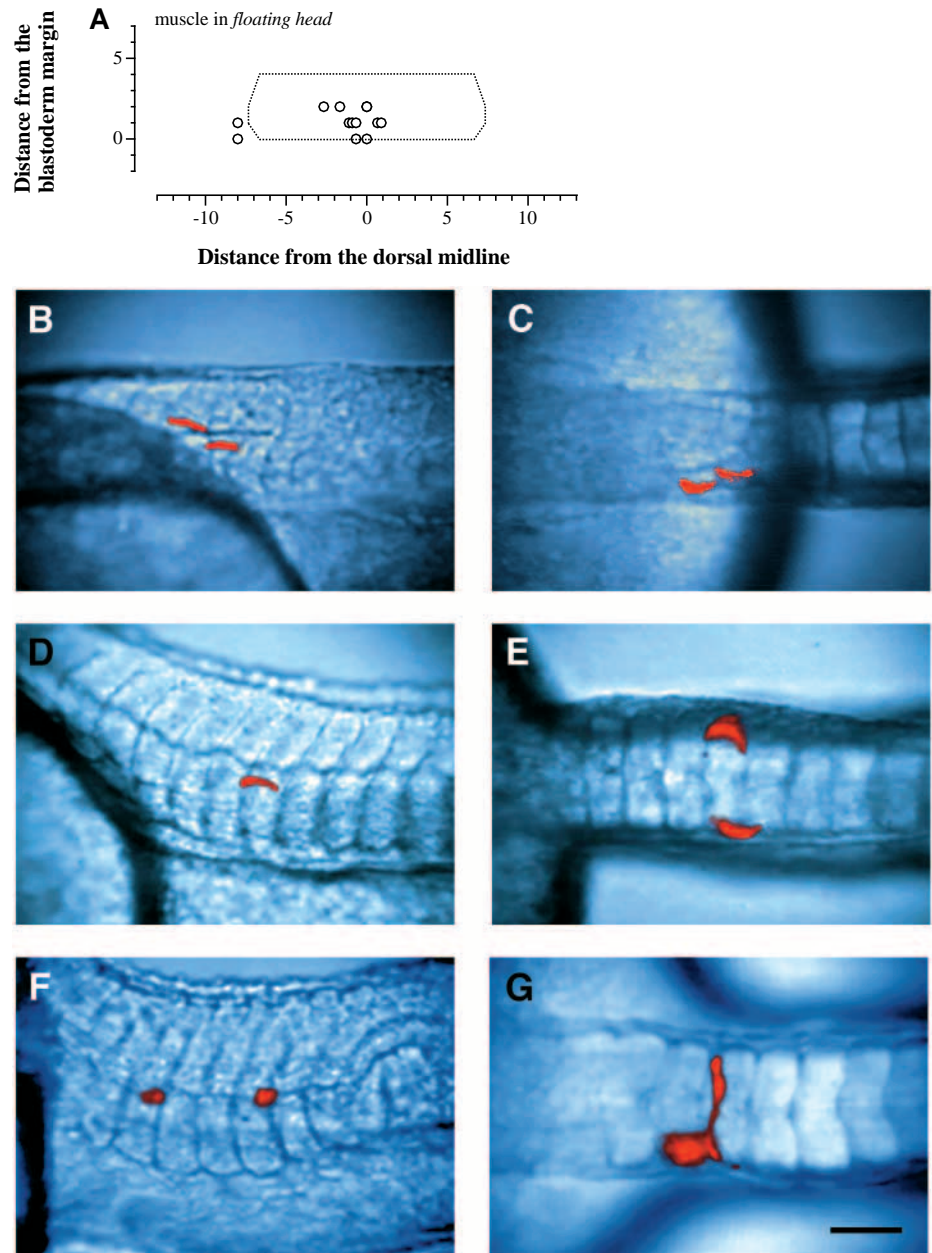 A
muscle in floating head
Distance from the
blastoderm margin
5
0
-10 -5 0 5 10
Distance from the dorsal midline
B
C
D
E
F
G